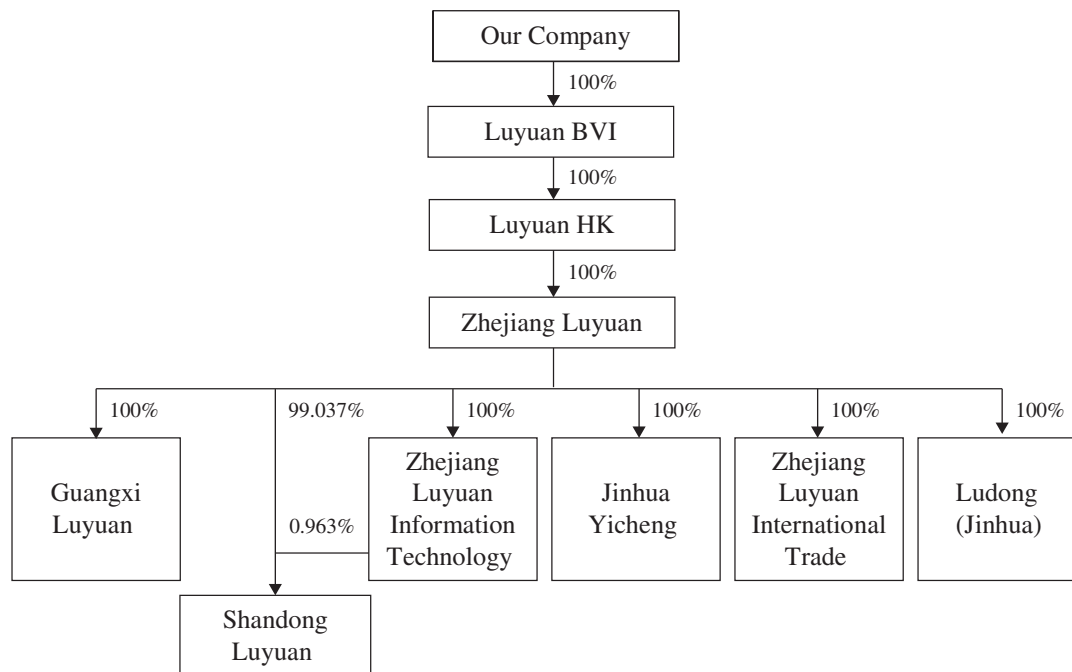 Our Company
100%
Luyuan BVI
100%
Luyuan HK
100%
Zhejiang Luyuan
100%
99.037%
100%
100%
100%
100%
Guangxi
Luyuan
0.963%
Zhejiang
Luyuan
Information
Technology
Jinhua
Yicheng
Zhejiang
Luyuan
International
Trade
Ludong
(Jinhua)
Shandong
Luyuan